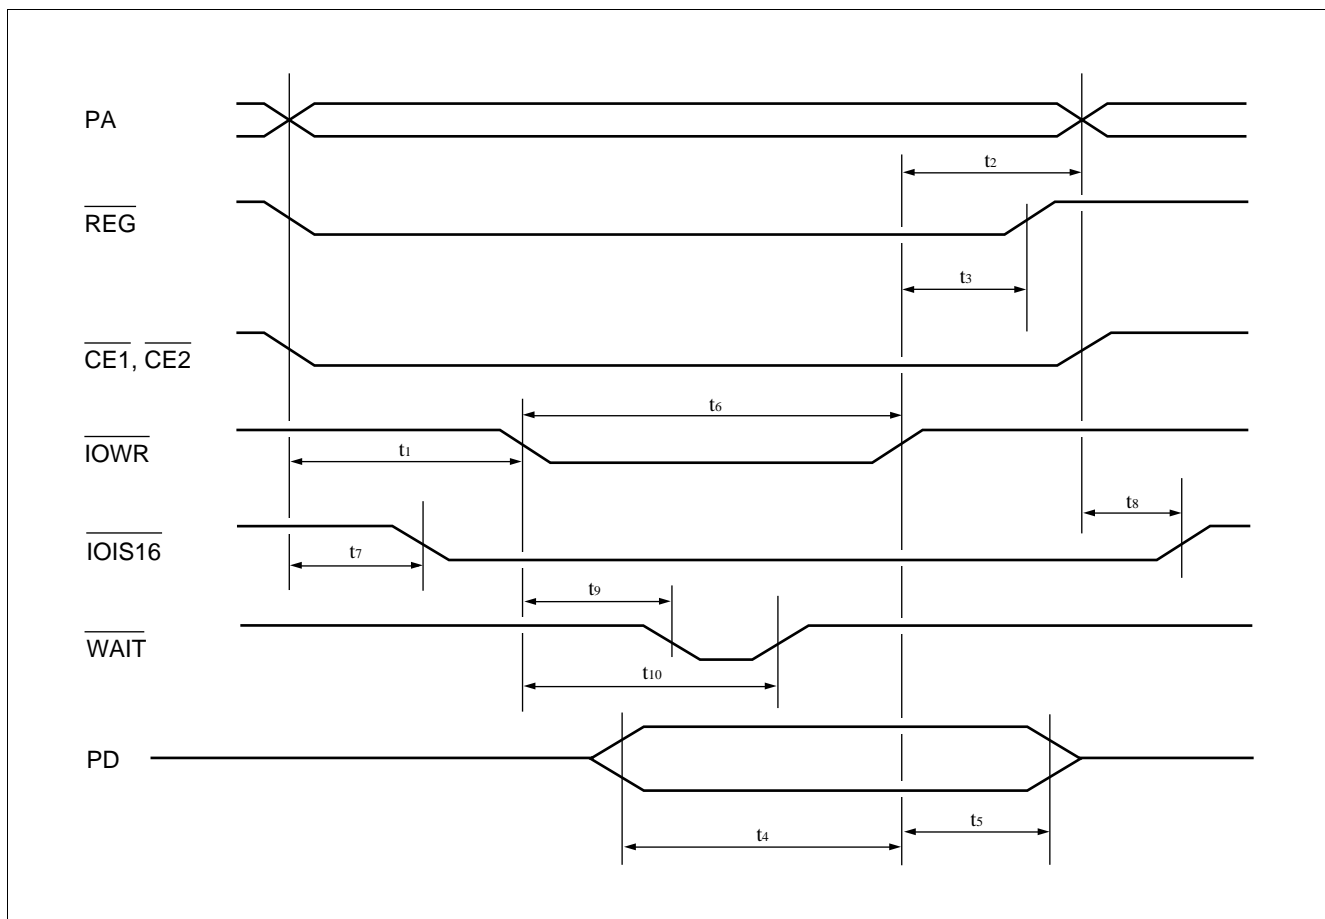 PA
t2
REG
t3
CE1, CE2
t6
IOWR
t1
t8
IOIS16
t7
t9
WAIT
t10
PD
t5
t4